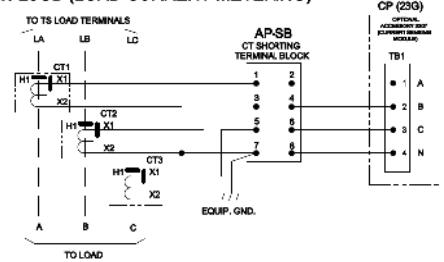 CP (23G)
TO TS LOAD TERMINALS
OPTIONAL
ACCESSORY
(CURRENT SENSING
MODULE)
LA LB LC
AP-SB
CT SHORTING
TERMINAL BLOCK
TB1
CT1
H1 X1
X2
1 2
3 4
5 6
7 8
1 A
2 B
3 C
4 N
CT2
H1 X1
X2
CT3
H1 X1
X2
EQUIP. GND.
A B C
TO LOAD